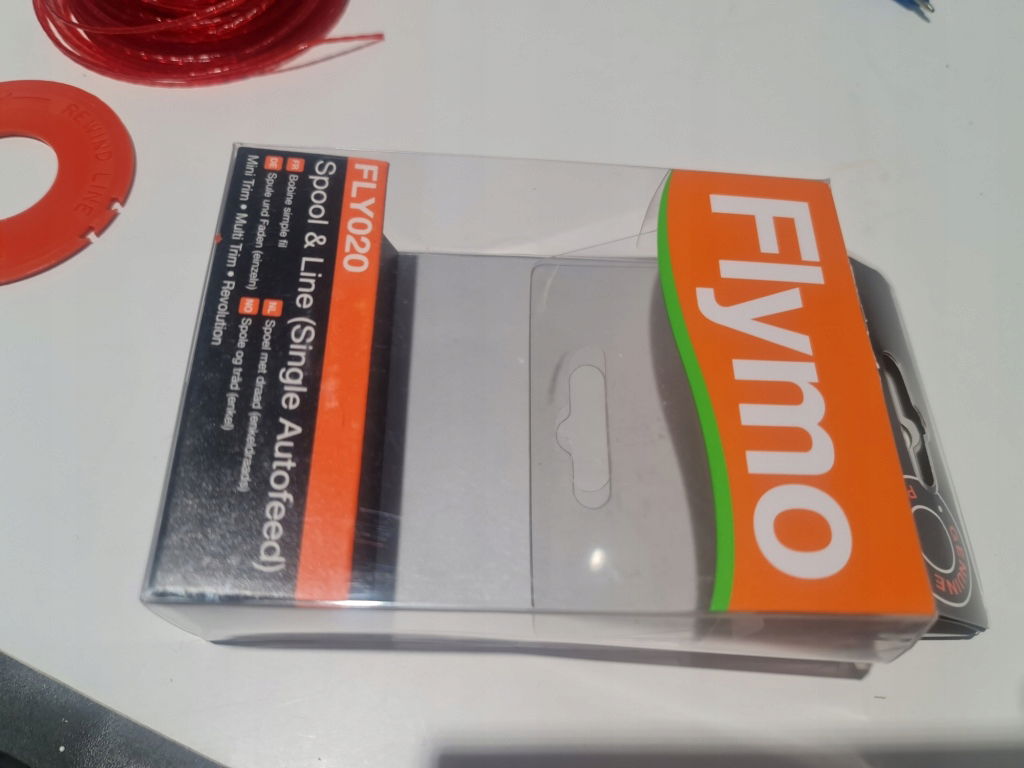 Flymo
FLY020
Spool & Line (Single Autofeed)
FR Bobine simple fil
NL Spoel met draad (enkeldraads)
DE Spule und Faden (einzeln)
NO Spole og tråd (enkel)
Mini Trim • Multi Trim • Revolution
REWIND LINE
GENUINE